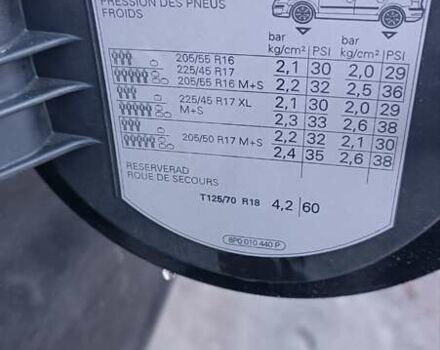 PRESSION DES PNEUS
FROIDS
bar PSI bar PSI
kg/cm² kg/cm²
205/55 R16 2,1 30 2,0 29
225/45 R17
205/55 R16 M+S 2,2 32 2,5 36
225/45 R17 XL 2,1 30 2,0 29
M+S 2,3 33 2,6 38
205/50 R17 M+S 2,2 32 2,1 30
2,4 35 2,6 38
RESERVERAD
ROUE DE SECOURS
T125/70 R18 4,2 60
8P0 010 440 P